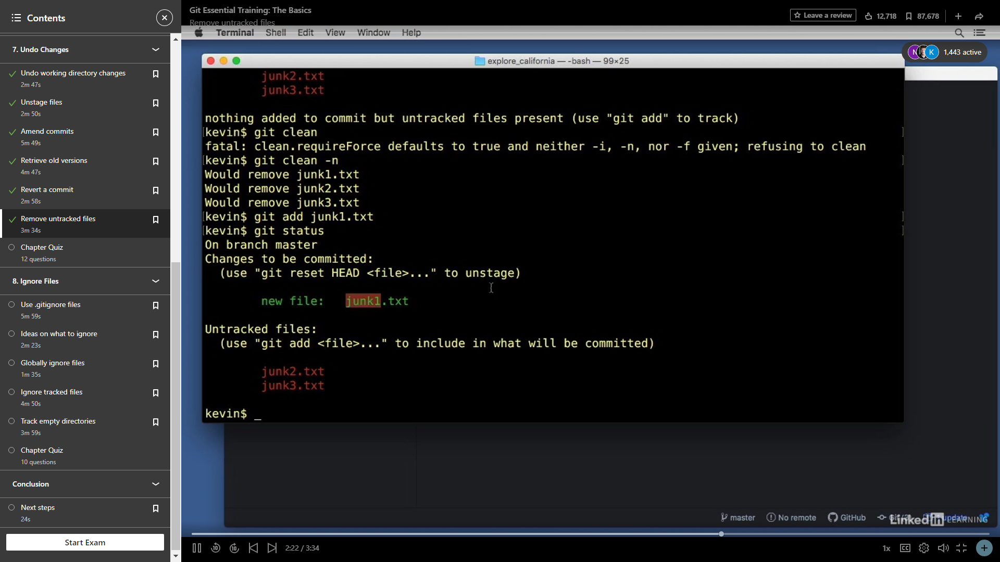 Contents
7. Undo Changes
Undo working directory changes
2m 47s
Unstage files
2m 50s
Amend commits
5m 49s
Retrieve old versions
4m 47s
Revert a commit
2m 58s
Remove untracked files
3m 34s
Chapter Quiz
12 questions
8. Ignore Files
Use .gitignore files
5m 59s
Ideas on what to ignore
2m 23s
Globally ignore files
1m 35s
Ignore tracked files
4m 50s
Track empty directories
3m 59s
Chapter Quiz
10 questions
Conclusion
Next steps
24s
Start Exam
Git Essential Training: The Basics
Remove untracked files
Leave a review
12,718
87,678
Terminal Shell Edit View Window Help
N K 1,443 active
explore_california — -bash — 99×25
junk2.txt
junk3.txt
nothing added to commit but untracked files present (use "git add" to track)
[kevin$ git clean ]
fatal: clean.requireForce defaults to true and neither -i, -n, nor -f given; refusing to clean
[kevin$ git clean -n ]
Would remove junk1.txt
Would remove junk2.txt
Would remove junk3.txt
[kevin$ git add junk1.txt ]
[kevin$ git status ]
On branch master
Changes to be committed:
(use "git reset HEAD <file>..." to unstage)
new file: junk1.txt
Untracked files:
(use "git add <file>..." to include in what will be committed)
junk2.txt
junk3.txt
kevin$ _
master No remote GitHub
LinkedIn LEARNING
10 10 2:22 / 3:34
1x CC